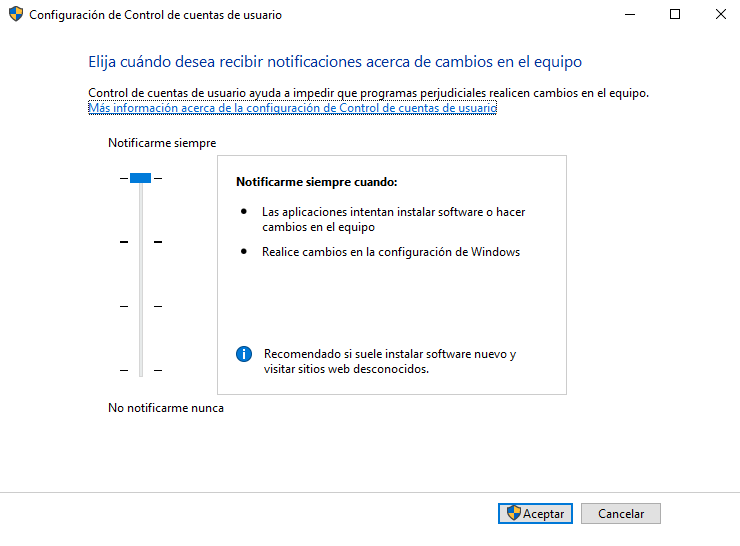 Configuración de Control de cuentas de usuario
Elija cuándo desea recibir notificaciones acerca de cambios en el equipo
Control de cuentas de usuario ayuda a impedir que programas perjudiciales realicen cambios en el equipo.
Más información acerca de la configuración de Control de cuentas de usuario
Notificarme siempre
Notificarme siempre cuando:
Las aplicaciones intentan instalar software o hacer
cambios en el equipo
Realice cambios en la configuración de Windows
Recomendado si suele instalar software nuevo y
visitar sitios web desconocidos.
No notificarme nunca
Aceptar
Cancelar